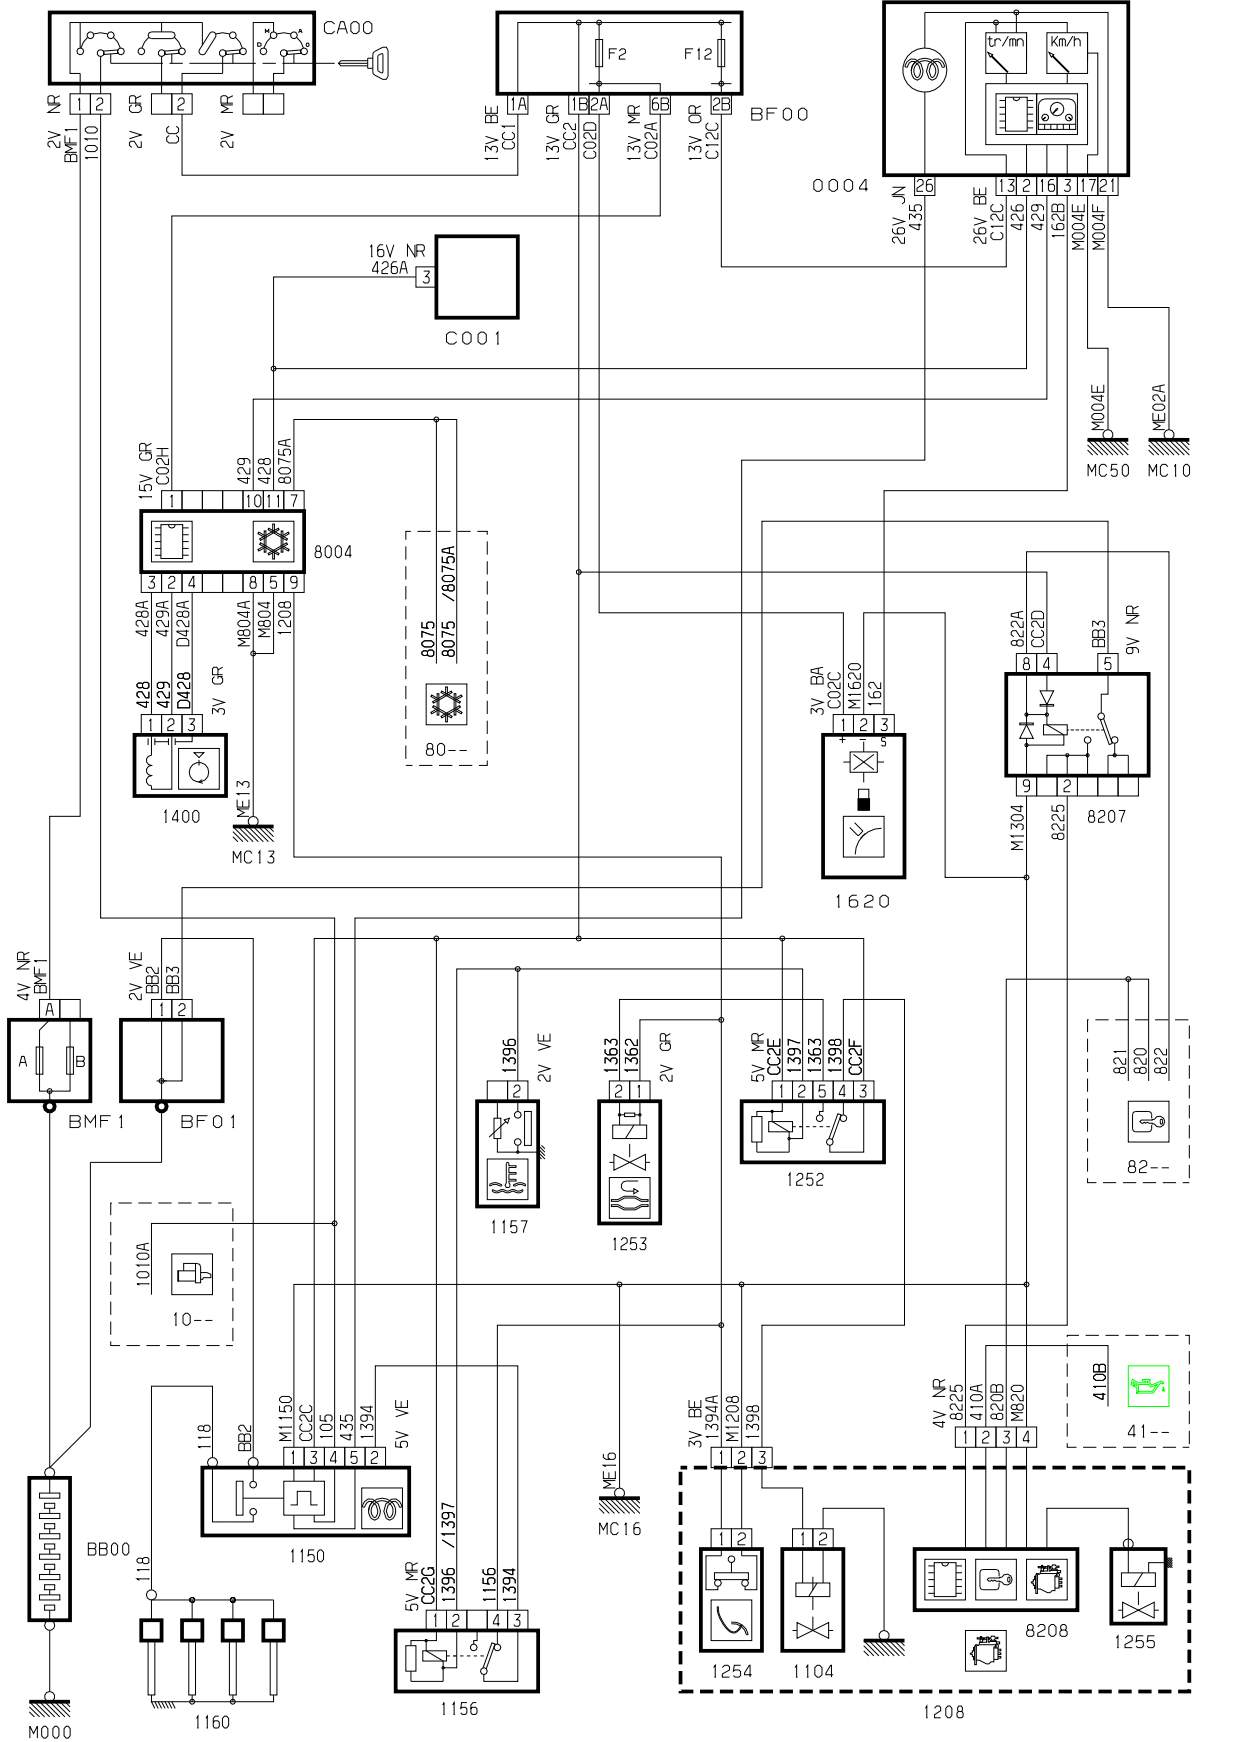 CA00
1 2 2
2V NR
BMF1
1010
2V GR
CC
2V MR
M A
D D
F2 F12
1A 1B 2A 6B 2B
BF00
13V BE
CC1
13V GR
CC2
C02D
13V MR
C02A
13V OR
C12C
tr/mn Km/h
0004
26 13 2 16 3 17 21
26V JN
435
26V BE
C12C
426
429
162B
M004E
M004F
16V NR
426A
3
C001
M004E
ME02A
MC50 MC10
15V GR
C02H
429
428
8075A
1 10 11 7
8004
3 2 4 8 5 9
428A
429A
D428A
M804A
M804
1208
428
429
D428
3V GR
1 2 3
1400
ME13
MC13
8075
8075 /8075A
80--
3V BA
C02C
M1620
162
1 2 3
+ - S
1620
822A
CC2D
BB3
9V NR
8 4 5
9 2
8207
M1304
8225
4V NR
BMF1
A
A B
BMF1
2V VE
BB2
BB3
1 2
BF01
1396
2V VE
2
1157
1363
1362
2V GR
2 1
1253
5V MR
CC2E
1397
1363
1398
CC2F
1 2 5 4 3
1252
821
820
822
82--
1010A
10--
118
BB2
M1150
CC2C
105
435
1394
5V VE
1 3 4 5 2
1150
ME16
MC16
3V BE
1394A
M1208
1398
1 2 3
4V NR
8225
410A
820B
M820
1 2 3 4
410B
41--
BB00
118
1160
M000
5V MR
CC2G
1396 /1397
1156
1394
1 2 4 3
1156
1 2
1254
1 2
1104
8208
1255
1208